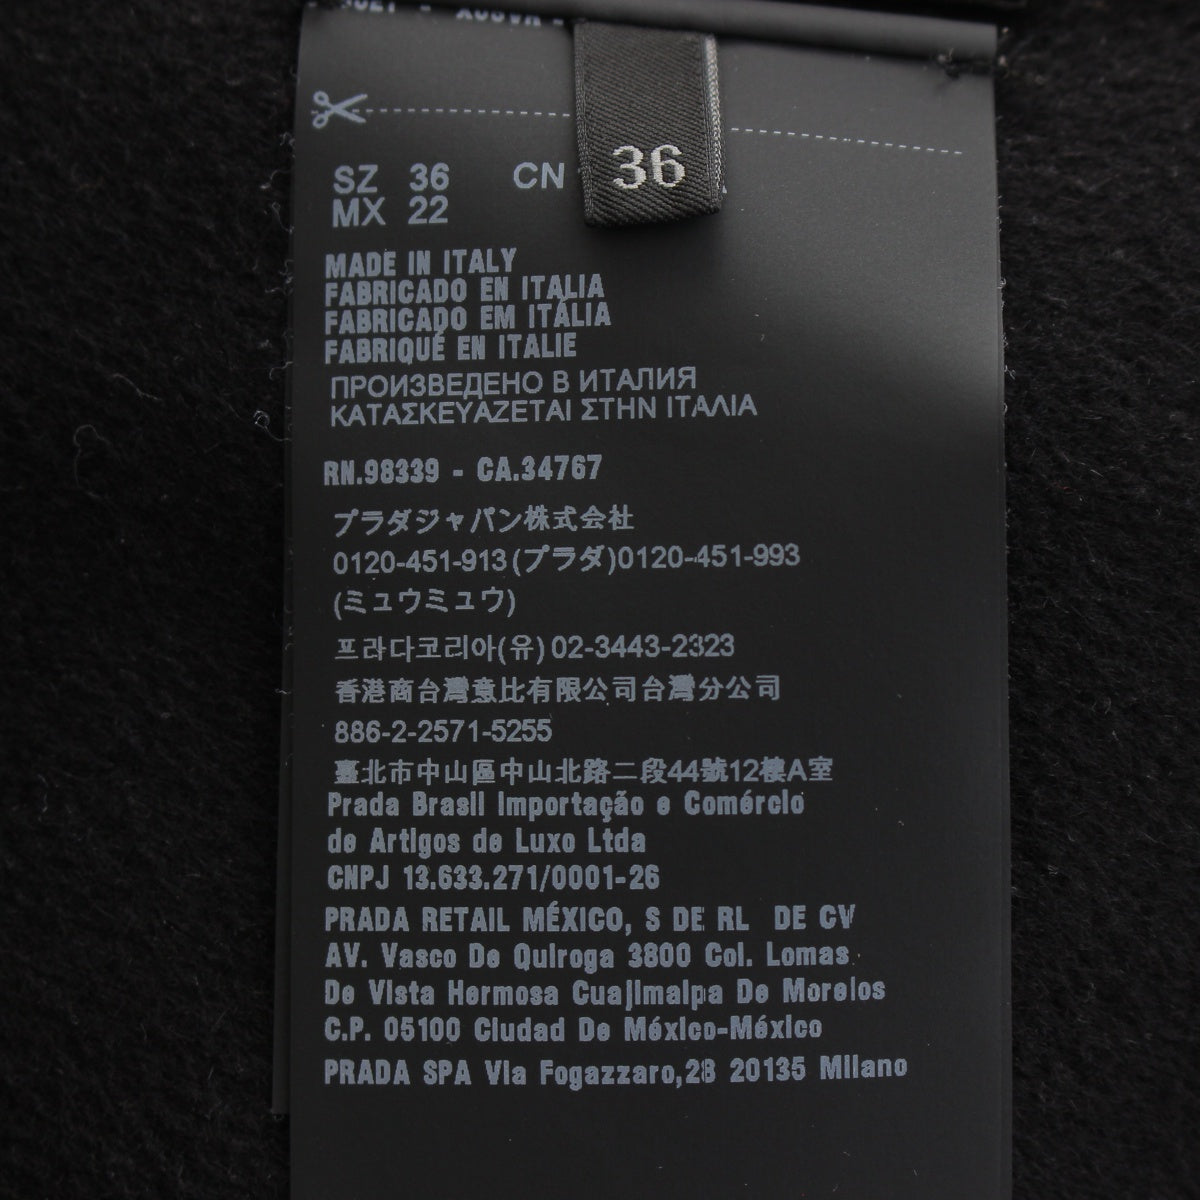 SZ 36 CN 36
MX 22
MADE IN ITALY
FABRICADO EN ITALIA
FABRICADO EM ITÁLIA
FABRIQUÉ EN ITALIE
ПРОИЗВЕДЕНО В ИТАЛИЯ
ΚΑΤΑΣΚΕΥΑΖΕΤΑΙ ΣΤΗΝ ΙΤΑΛΙΑ
RN.98339 - CA.34767
プラダジャパン株式会社
0120-451-913(プラダ)0120-451-993
(ミュウミュウ)
프라다코리아(유) 02-3443-2323
香港商台灣意比有限公司台灣分公司
886-2-2571-5255
臺北市中山區中山北路二段44號12樓A室
Prada Brasil Importação e Comércio
de Artigos de Luxo Ltda
CNPJ 13.633.271/0001-26
PRADA RETAIL MÉXICO, S DE RL DE CV
AV. Vasco De Quiroga 3800 Col. Lomas
De Vista Hermosa Cuajimalpa De Morelos
C.P. 05100 Ciudad De México-México
PRADA SPA Via Fogazzaro,28 20135 Milano